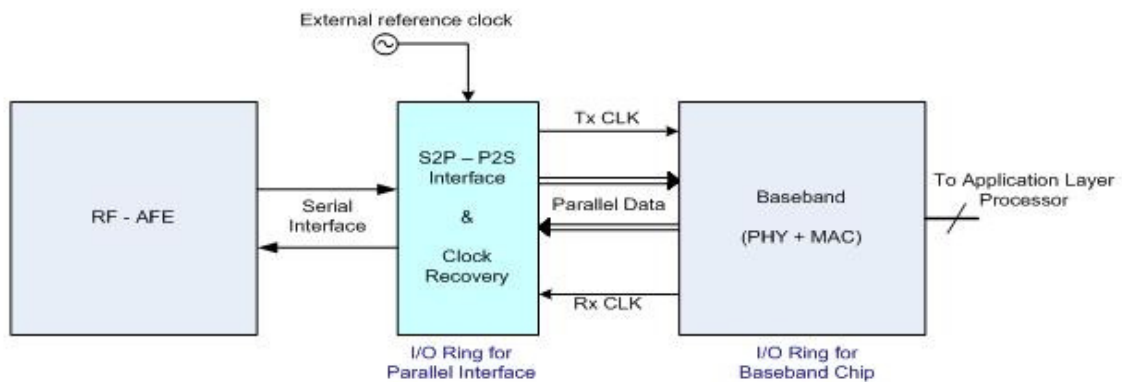 External reference clock
RF - AFE
Serial
Interface
S2P – P2S
Interface
&
Clock
Recovery
I/O Ring for
Parallel Interface
Tx CLK
Parallel Data
Rx CLK
Baseband
(PHY + MAC)
I/O Ring for
Baseband Chip
To Application Layer
Processor